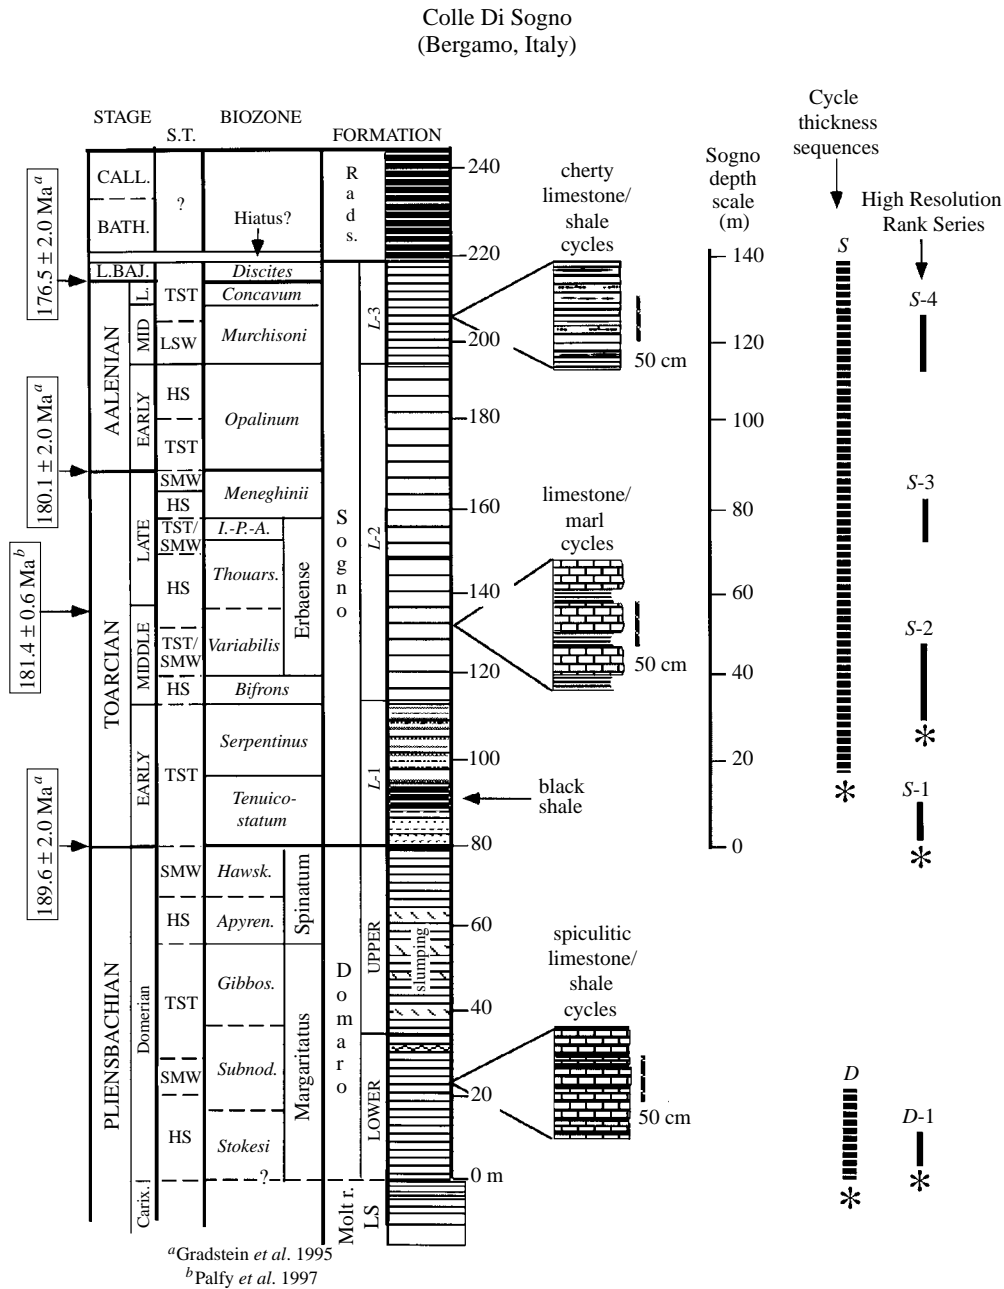 Colle Di Sogno
(Bergamo, Italy)
STAGE
S.T.
BIOZONE
FORMATION
CALL.
BATH.
L.BAJ.
AALENIAN
L.
MID
EARLY
TOARCIAN
LATE
MIDDLE
EARLY
PLIENSBACHIAN
Domerian
Carix.
?
TST
LSW
HS
TST
SMW
HS
TST/
SMW
HS
TST/
SMW
HS
TST
SMW
HS
TST
SMW
HS
Hiatus?
Discites
Concavum
Murchisoni
Opalinum
Meneghinii
I.-P.-A.
Thouars.
Variabilis
Erbaense
Bifrons
Serpentinus
Tenuico-
statum
Hawsk.
Apyren.
Spinatum
Gibbos.
Subnod.
Stokesi
Margaritatus
?
Rads.
Sogno
Domaro
Molt r.
LS
L-3
L-2
L-1
UPPER
LOWER
slumping
240
220
200
180
160
140
120
100
80
60
40
20
0 m
176.5 ± 2.0 Ma a
180.1 ± 2.0 Ma a
181.4 ± 0.6 Ma b
189.6 ± 2.0 Ma a
cherty
limestone/
shale
cycles
50 cm
limestone/
marl
cycles
50 cm
black
shale
spiculitic
limestone/
shale
cycles
50 cm
Sogno
depth
scale
(m)
140
120
100
80
60
40
20
0
Cycle
thickness
sequences
S
*
D
*
High Resolution
Rank Series
S-4
S-3
S-2
*
S-1
*
D-1
*
aGradstein et al. 1995
bPalfy et al. 1997